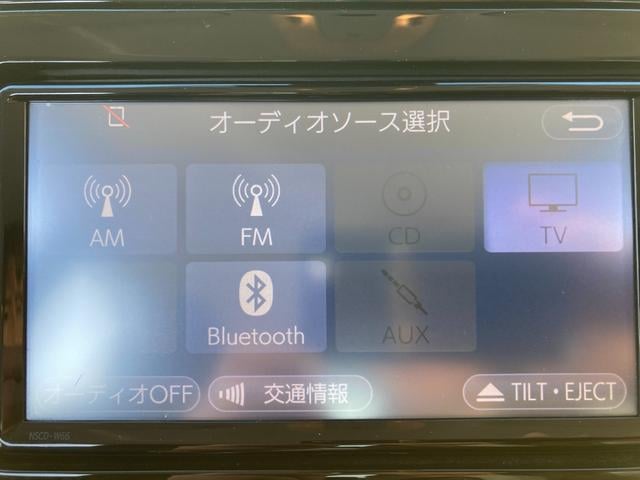 オーディオソース選択
AM
FM
CD
TV
Bluetooth
AUX
オーディオOFF
交通情報
TILT・EJECT
NSCD-W66